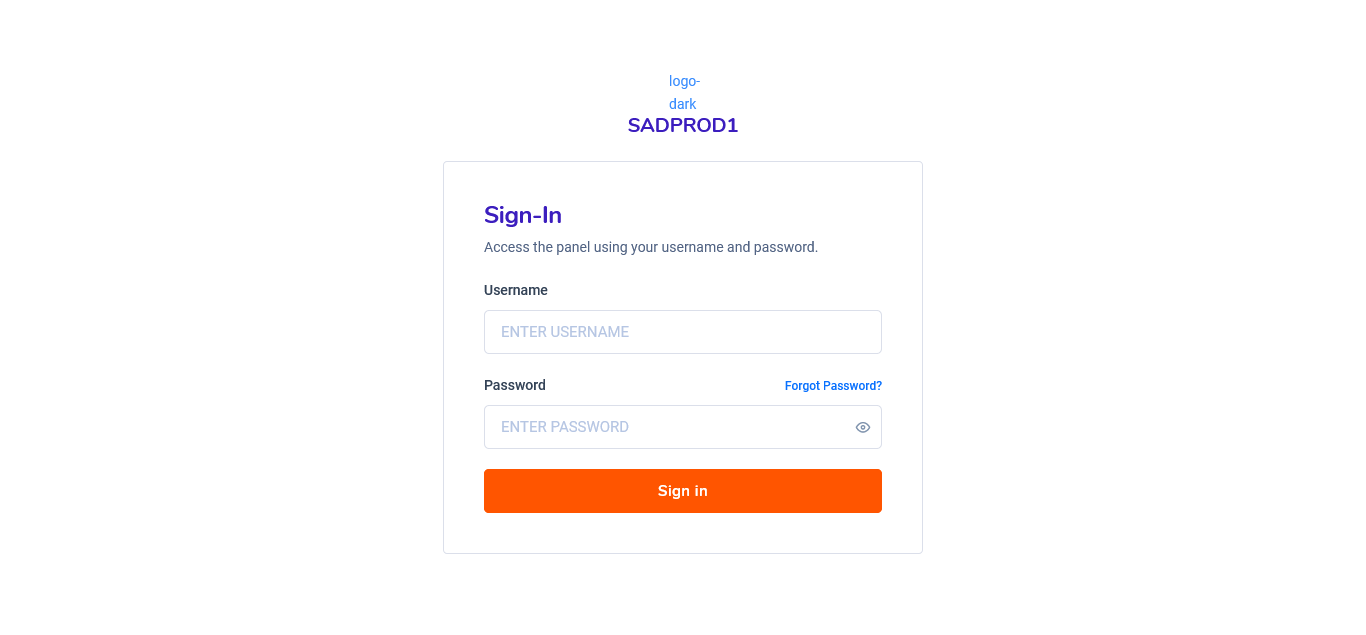 logo-
dark
SADPROD1
Sign-In
Access the panel using your username and password.
Username
ENTER USERNAME
Password
Forgot Password?
ENTER PASSWORD
Sign in